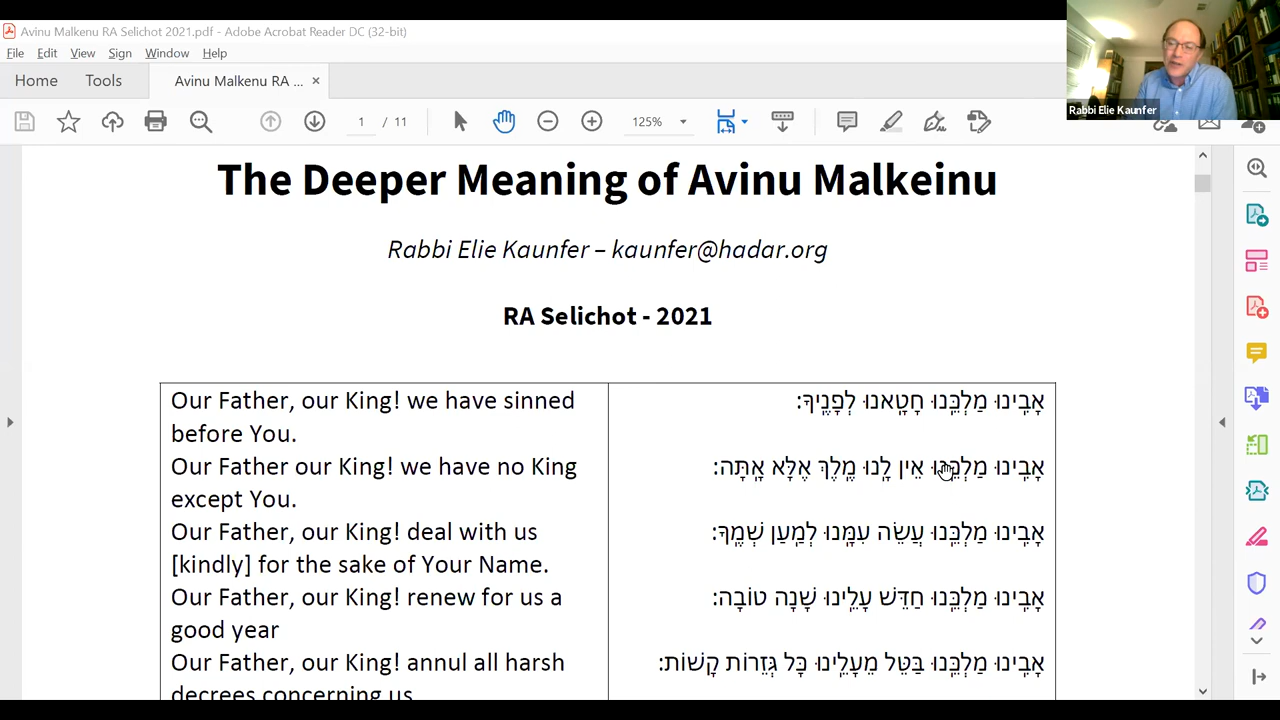 Avinu Malkenu RA Selichot 2021.pdf - Adobe Acrobat Reader DC (32-bit)
File Edit View Sign Window Help
Home Tools Avinu Malkenu RA ... ×
1 / 11 125%
Rabbi Elie Kaunfer
The Deeper Meaning of Avinu Malkeinu
Rabbi Elie Kaunfer – kaunfer@hadar.org
RA Selichot - 2021
Our Father, our King! we have sinned
before You.
Our Father our King! we have no King
except You.
Our Father, our King! deal with us
[kindly] for the sake of Your Name.
Our Father, our King! renew for us a
good year
Our Father, our King! annul all harsh
decrees concerning us
אָבִֽינוּ מַלְכֵּֽנוּ חָטָֽאנוּ לְפָנֶֽיךָ:
אָבִֽינוּ מַלְכֵּֽנוּ אֵין לָֽנוּ מֶֽלֶךְ אֶלָּא אָֽתָּה:
אָבִֽינוּ מַלְכֵּֽנוּ עֲשֵׂה עִמָּֽנוּ לְמַֽעַן שְׁמֶֽךָ:
אָבִֽינוּ מַלְכֵּֽנוּ חַדֵּשׁ עָלֵֽינוּ שָׁנָה טוֹבָה:
אָבִֽינוּ מַלְכֵּֽנוּ בַּטֵּל מֵעָלֵֽינוּ כָּל גְּזֵרוֹת קָשׁוֹת: